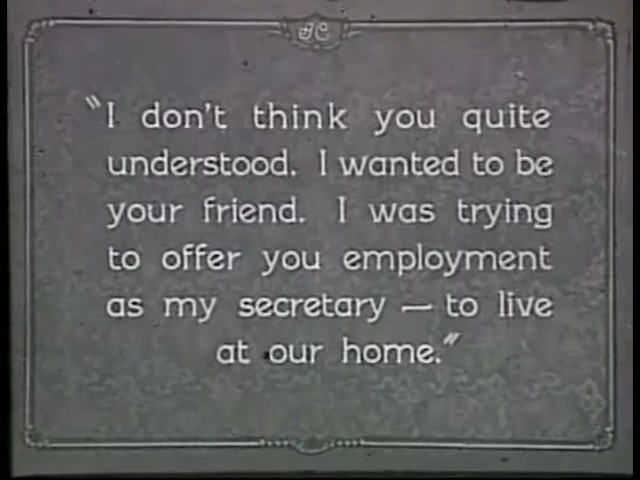 "I don't think you quite
understood. I wanted to be
your friend. I was trying
to offer you employment
as my secretary — to live
at our home."